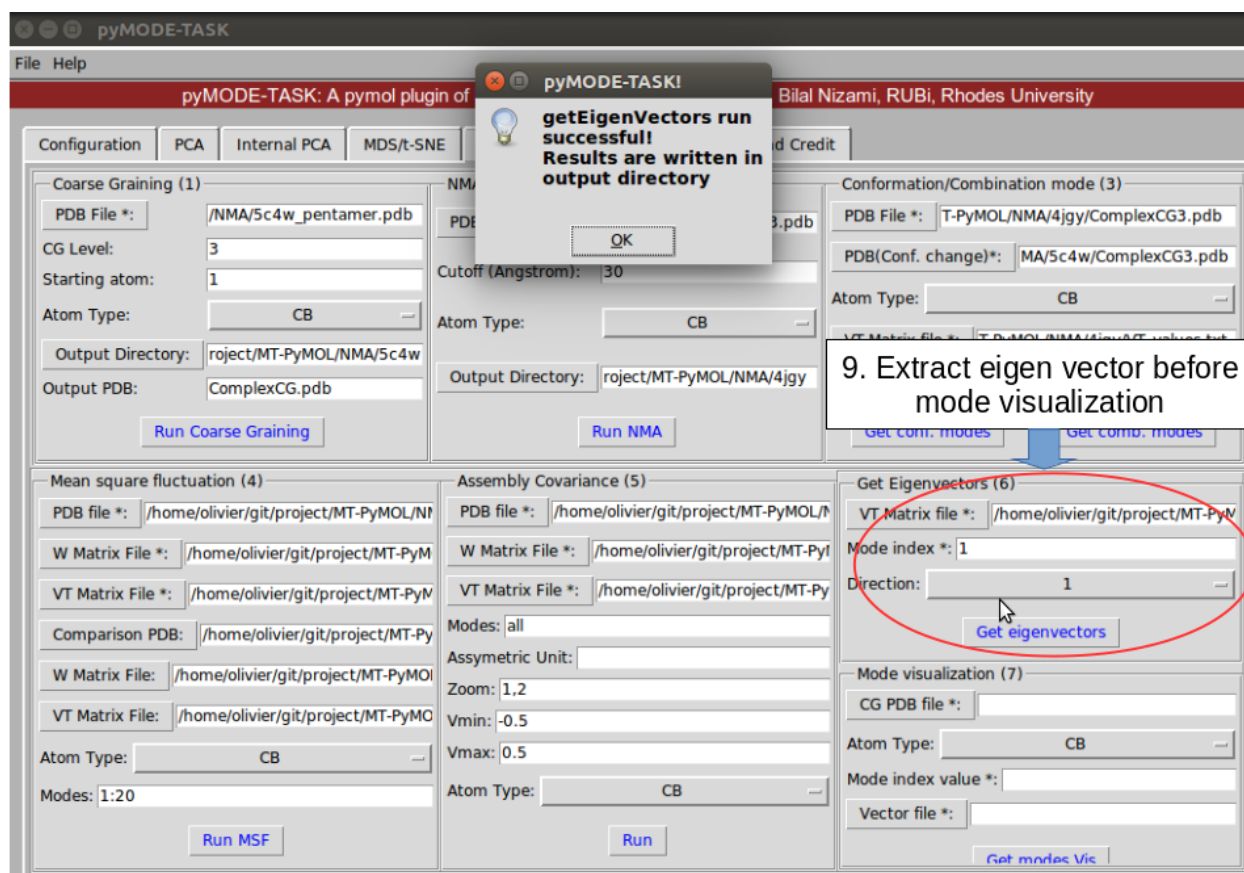 pyMODE-TASK
File Help
pyMODE-TASK!
pyMODE-TASK: A pymol plugin of
Bilal Nizami, RUBi, Rhodes University
getEigenVectors run
successful!
Results are written in
output directory
OK
Configuration PCA Internal PCA MDS/t-SNE
Credit
Coarse Graining (1)
PDB File *: /NMA/5c4w_pentamer.pdb
CG Level: 3
Starting atom: 1
Atom Type: CB
Output Directory: roject/MT-PyMOL/NMA/5c4w
Output PDB: ComplexCG.pdb
Run Coarse Graining
3.pdb
Cutoff (Angstrom): 30
Atom Type: CB
Output Directory: roject/MT-PyMOL/NMA/4jgy
Run NMA
Conformation/Combination mode (3)
PDB File *: T-PyMOL/NMA/4jgy/ComplexCG3.pdb
PDB(Conf. change)*: MA/5c4w/ComplexCG3.pdb
Atom Type: CB
9. Extract eigen vector before
mode visualization
Get conf. modes Get comb. modes
Mean square fluctuation (4)
PDB file *: /home/olivier/git/project/MT-PyMOL/
W Matrix File *: /home/olivier/git/project/MT-PyM
VT Matrix File *: /home/olivier/git/project/MT-PyM
Comparison PDB: /home/olivier/git/project/MT-Py
W Matrix File: /home/olivier/git/project/MT-PyMO
VT Matrix File: /home/olivier/git/project/MT-PyMO
Atom Type: CB
Modes: 1:20
Run MSF
Assembly Covariance (5)
PDB file *: /home/olivier/git/project/MT-PyMOL/
W Matrix File *: /home/olivier/git/project/MT-Py
VT Matrix File *: /home/olivier/git/project/MT-Py
Modes: all
Assymetric Unit:
Zoom: 1,2
Vmin: -0.5
Vmax: 0.5
Atom Type: CB
Run
Get Eigenvectors (6)
VT Matrix file *: /home/olivier/git/project/MT-PyM
Mode index *: 1
Direction: 1
Get eigenvectors
Mode visualization (7)
CG PDB file *:
Atom Type: CB
Mode index value *:
Vector file *:
Get modes Vis